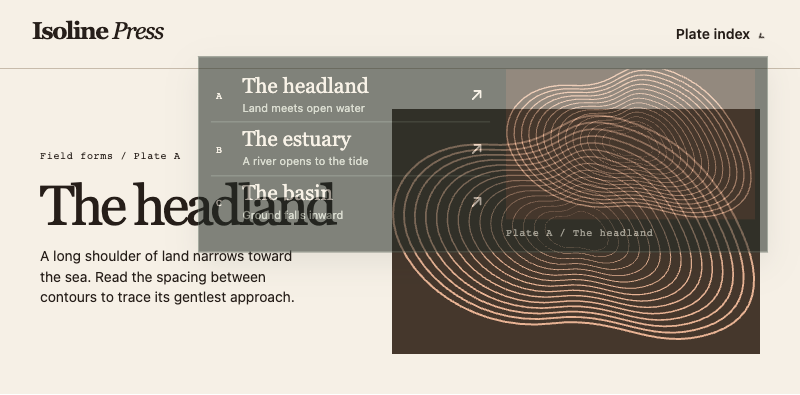 Isoline Press
Plate index
A
The headland
Land meets open water
B
The estuary
A river opens to the tide
C
The basin
Ground falls inward
Plate A / The headland
Field forms / Plate A
The headland
A long shoulder of land narrows toward
the sea. Read the spacing between
contours to trace its gentlest approach.